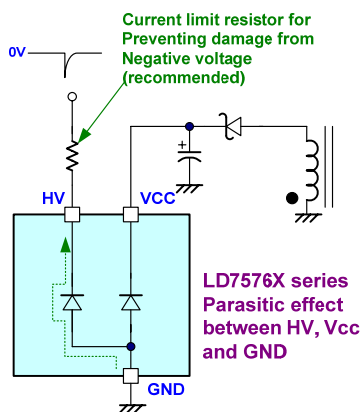 Current limit resistor for
Preventing damage from
Negative voltage
(recommended)
0V
+
HV
VCC
LD7576X series
Parasitic effect
between HV, Vcc
and GND
GND